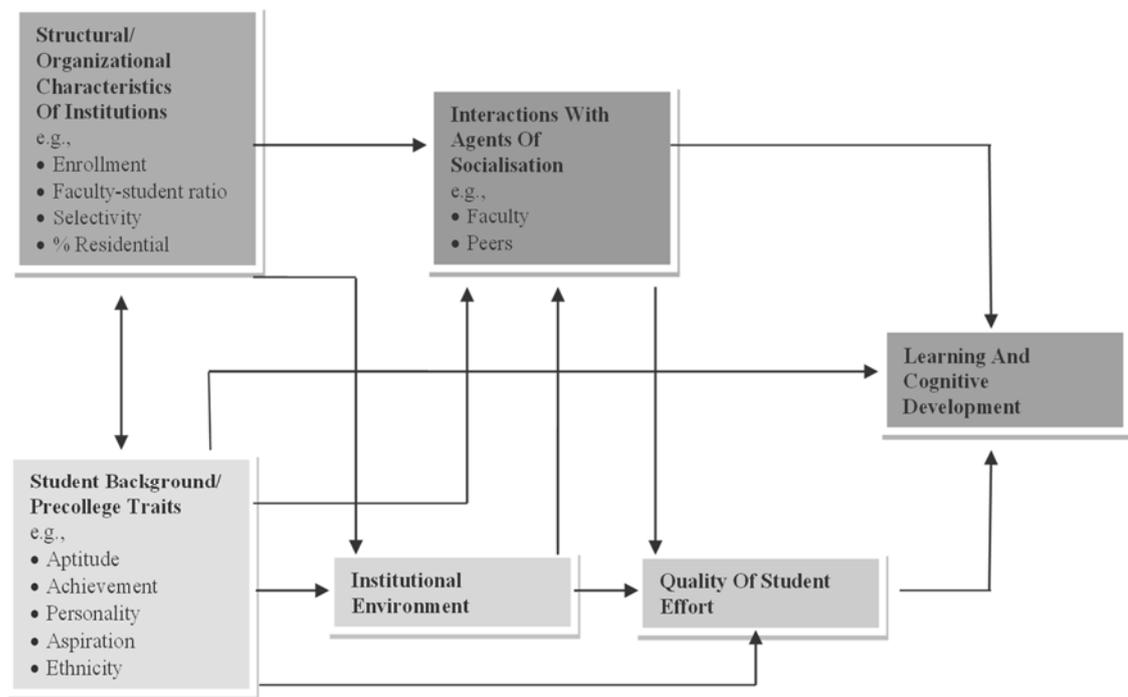 Structural/
Organizational
Characteristics
Of Institutions
e.g.,
• Enrollment
• Faculty-student ratio
• Selectivity
• % Residential
Interactions With
Agents Of
Socialisation
e.g.,
• Faculty
• Peers
Learning And
Cognitive
Development
Student Background/
Precollege Traits
e.g.,
• Aptitude
• Achievement
• Personality
• Aspiration
• Ethnicity
Institutional
Environment
Quality Of Student
Effort